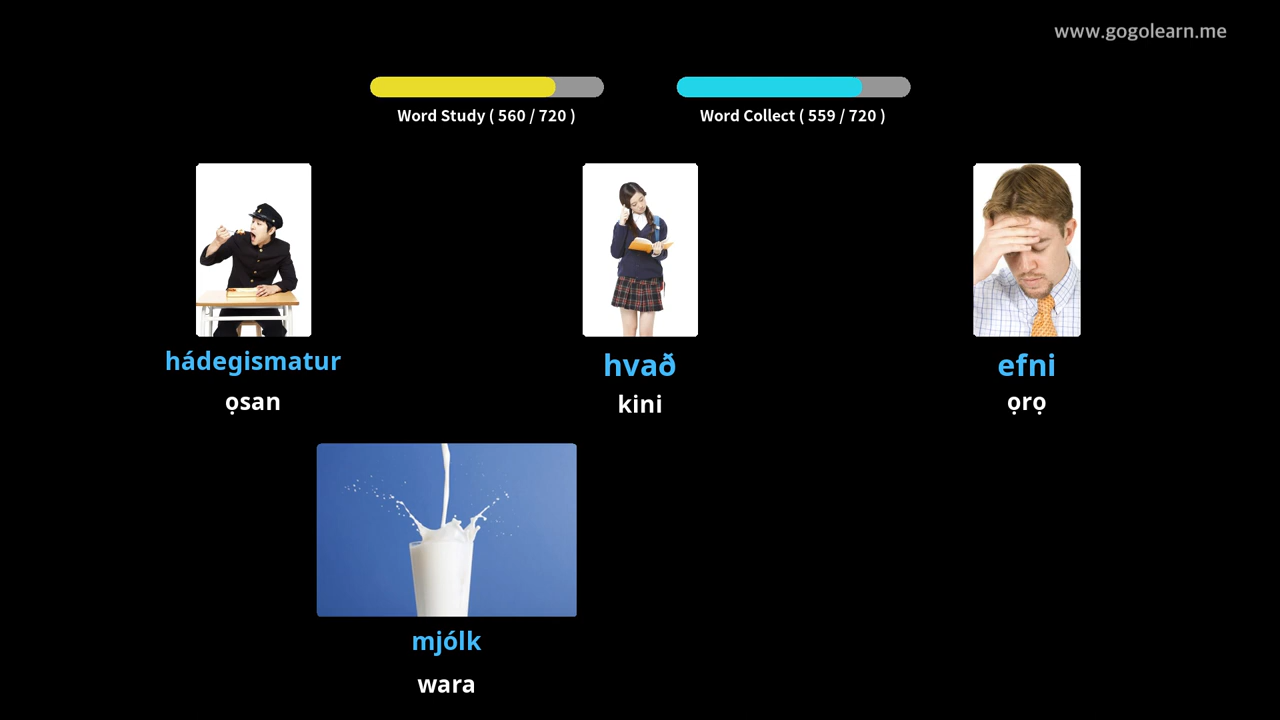 www.gogolearn.me
Word Study ( 560 / 720 )
Word Collect ( 559 / 720 )
hádegismatur
hvað
efni
ọsan
kini
ọrọ
mjólk
wara